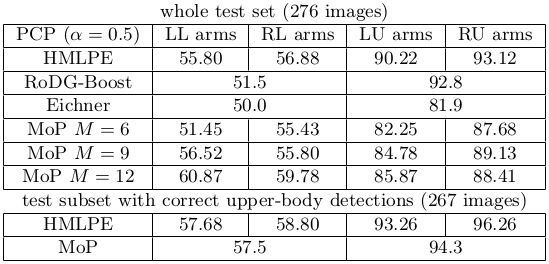 whole test set (276 images)
PCP (α = 0.5) LL arms RL arms LU arms RU arms
HMLPE 55.80 56.88 90.22 93.12
RoDG-Boost 51.5 92.8
Eichner 50.0 81.9
MoP M = 6 51.45 55.43 82.25 87.68
MoP M = 9 56.52 55.80 84.78 89.13
MoP M = 12 60.87 59.78 85.87 88.41
test subset with correct upper-body detections (267 images)
HMLPE 57.68 58.80 93.26 96.26
MoP 57.5 94.3